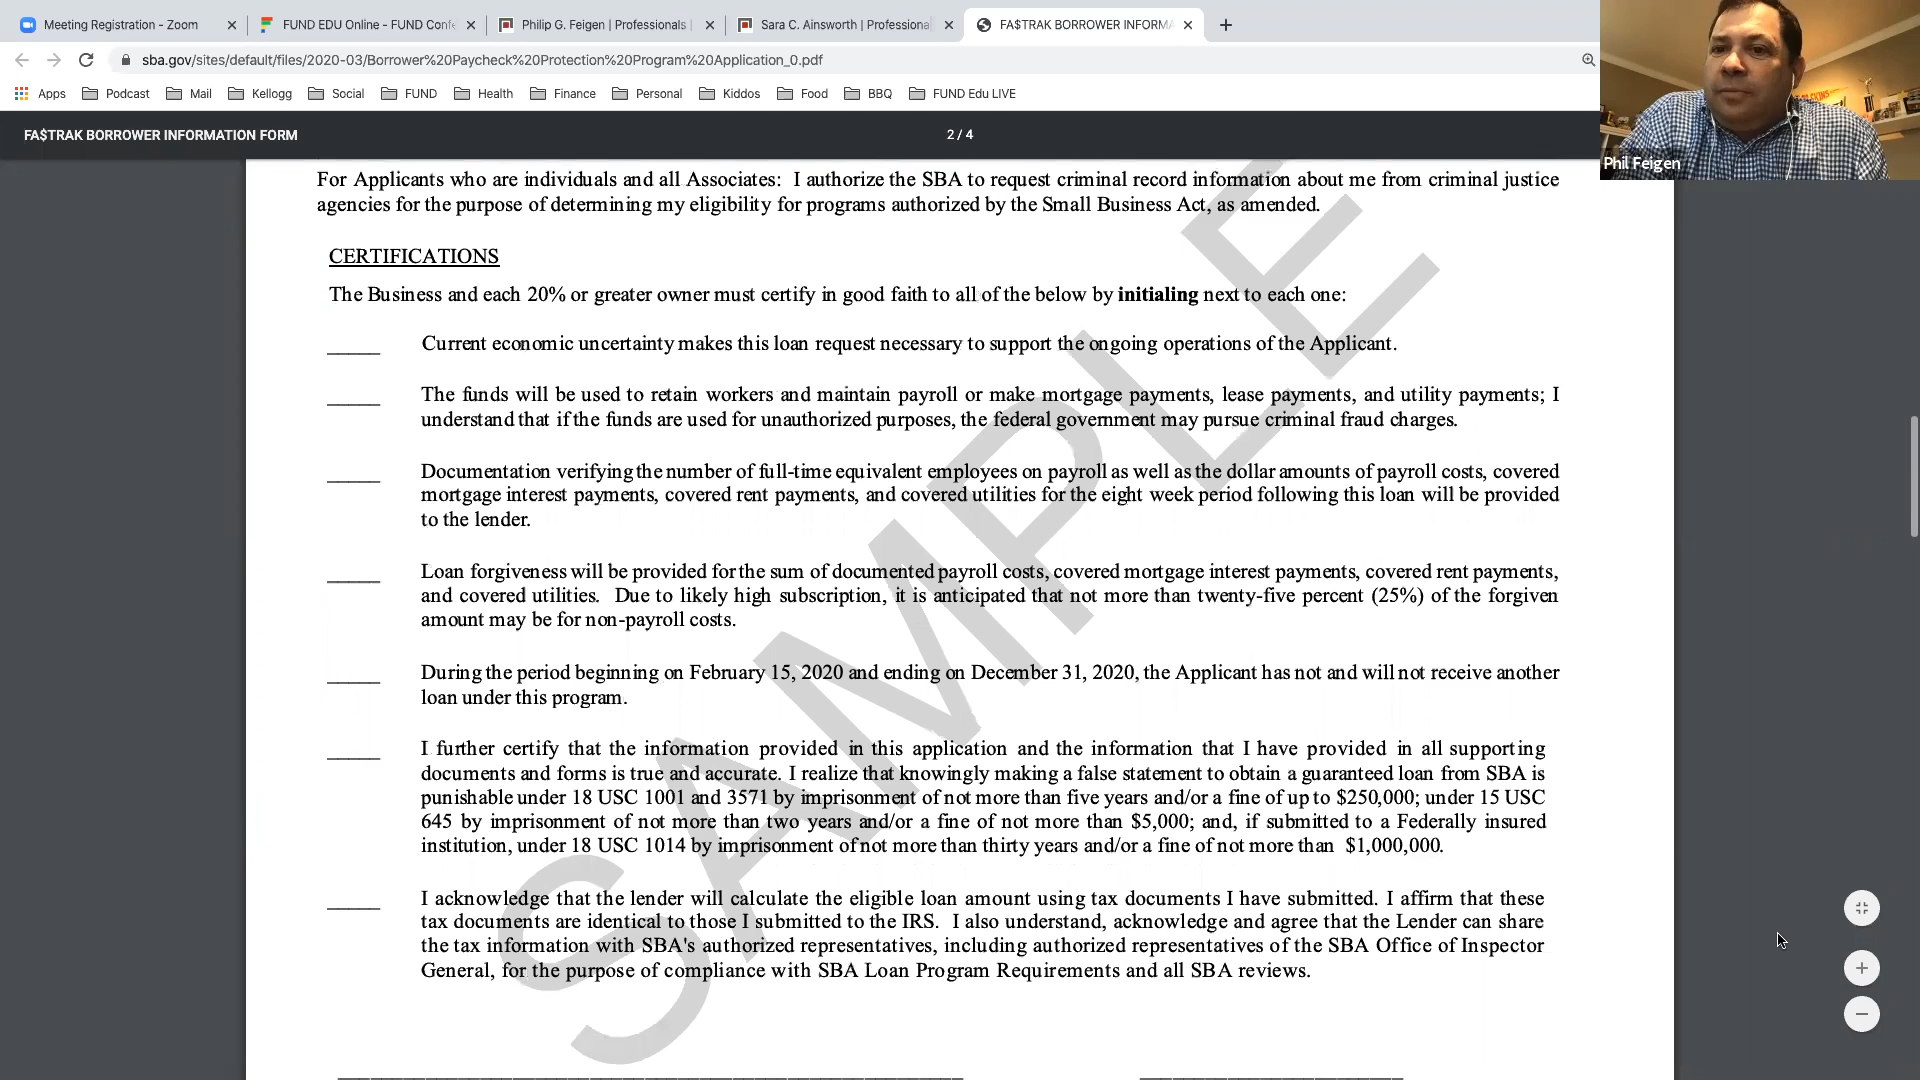 Meeting Registration - Zoom
FUND EDU Online - FUND Confe
Philip G. Feigen | Professionals |
Sara C. Ainsworth | Professional
FA$TRAK BORROWER INFORMA
sba.gov/sites/default/files/2020-03/Borrower%20Paycheck%20Protection%20Program%20Application_0.pdf
Apps Podcast Mail Kellogg Social FUND Health Finance Personal Kiddos Food BBQ FUND Edu LIVE
FA$TRAK BORROWER INFORMATION FORM
2 / 4
Phil Feigen
For Applicants who are individuals and all Associates: I authorize the SBA to request criminal record information about me from criminal justice
agencies for the purpose of determining my eligibility for programs authorized by the Small Business Act, as amended.
CERTIFICATIONS
The Business and each 20% or greater owner must certify in good faith to all of the below by initialing next to each one:
_____ Current economic uncertainty makes this loan request necessary to support the ongoing operations of the Applicant.
_____ The funds will be used to retain workers and maintain payroll or make mortgage payments, lease payments, and utility payments; I
understand that if the funds are used for unauthorized purposes, the federal government may pursue criminal fraud charges.
_____ Documentation verifying the number of full-time equivalent employees on payroll as well as the dollar amounts of payroll costs, covered
mortgage interest payments, covered rent payments, and covered utilities for the eight week period following this loan will be provided
to the lender.
_____ Loan forgiveness will be provided for the sum of documented payroll costs, covered mortgage interest payments, covered rent payments,
and covered utilities. Due to likely high subscription, it is anticipated that not more than twenty-five percent (25%) of the forgiven
amount may be for non-payroll costs.
_____ During the period beginning on February 15, 2020 and ending on December 31, 2020, the Applicant has not and will not receive another
loan under this program.
_____ I further certify that the information provided in this application and the information that I have provided in all supporting
documents and forms is true and accurate. I realize that knowingly making a false statement to obtain a guaranteed loan from SBA is
punishable under 18 USC 1001 and 3571 by imprisonment of not more than five years and/or a fine of up to $250,000; under 15 USC
645 by imprisonment of not more than two years and/or a fine of not more than $5,000; and, if submitted to a Federally insured
institution, under 18 USC 1014 by imprisonment of not more than thirty years and/or a fine of not more than $1,000,000.
_____ I acknowledge that the lender will calculate the eligible loan amount using tax documents I have submitted. I affirm that these
tax documents are identical to those I submitted to the IRS. I also understand, acknowledge and agree that the Lender can share
the tax information with SBA's authorized representatives, including authorized representatives of the SBA Office of Inspector
General, for the purpose of compliance with SBA Loan Program Requirements and all SBA reviews.
SAMPLE